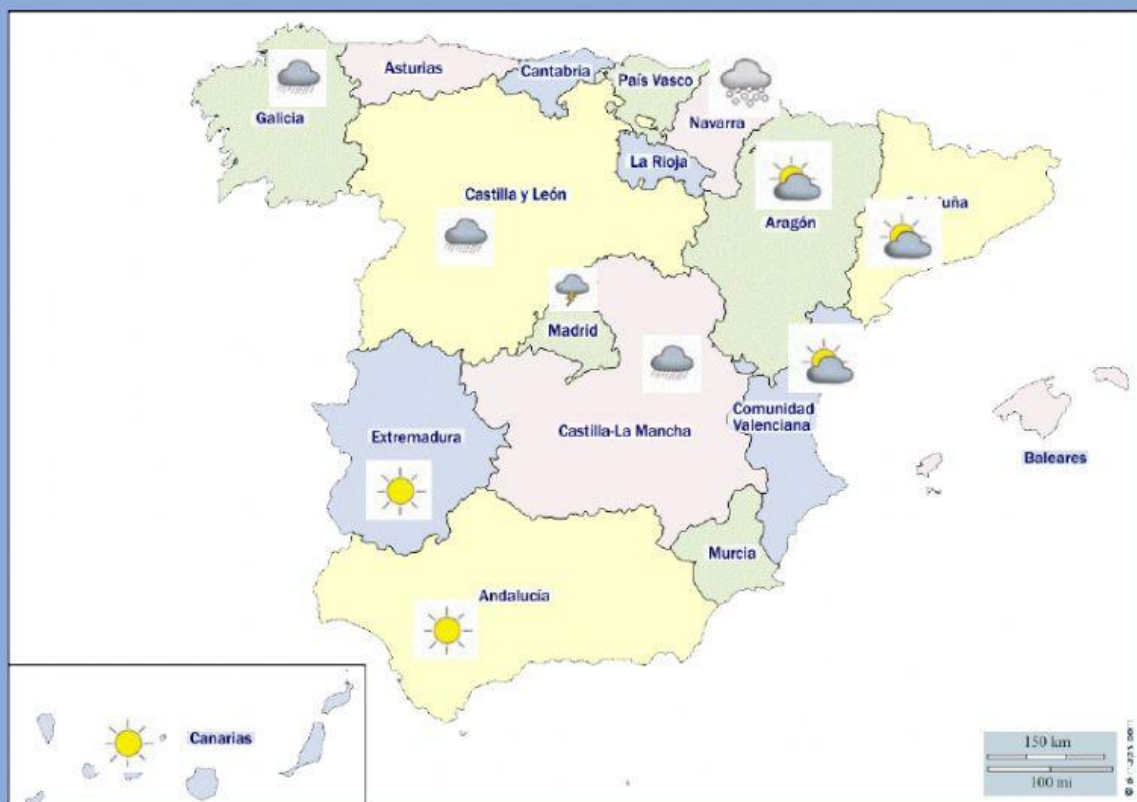 Asturias
Cantabria
País Vasco
Galicia
Navarra
La Rioja
Castilla y León
Aragón
Madrid
Comunidad
Valenciana
Extremadura
Castilla-La Mancha
Baleares
Murcia
Andalucía
Canarias
150 km
100 mi